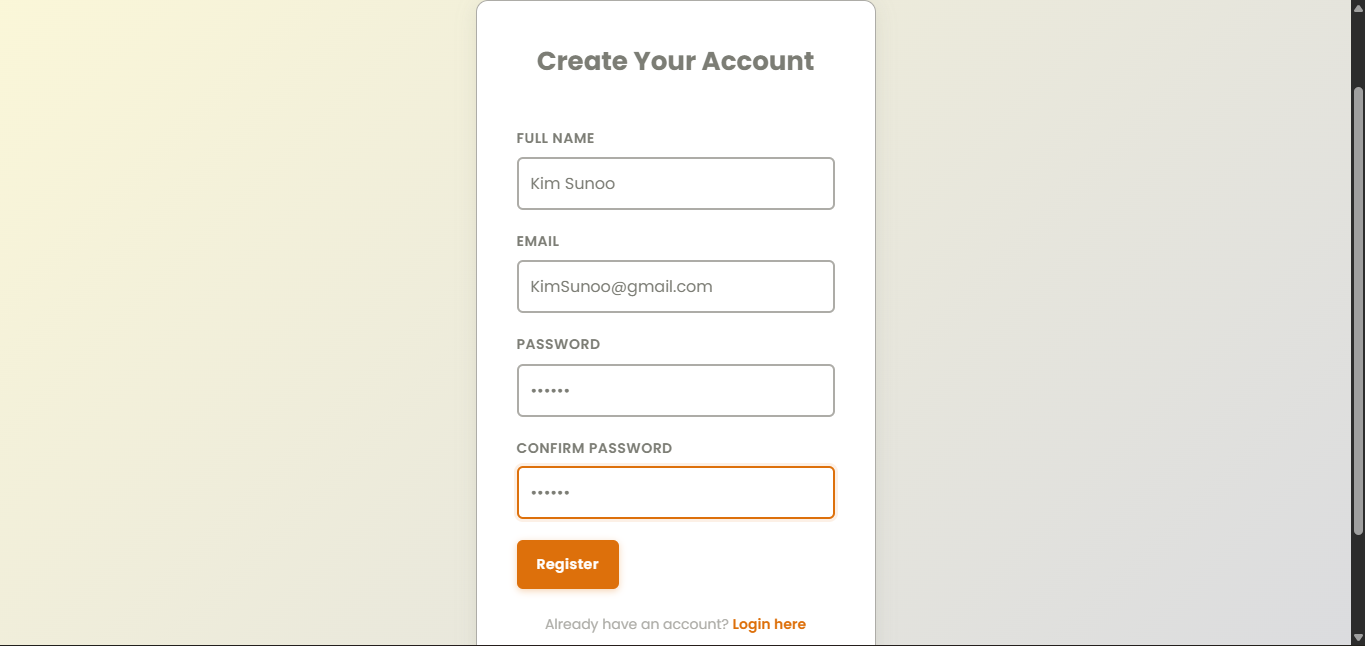 Create Your Account
FULL NAME
Kim Sunoo
EMAIL
KimSunoo@gmail.com
PASSWORD
••••••
CONFIRM PASSWORD
••••••
Register
Already have an account? Login here